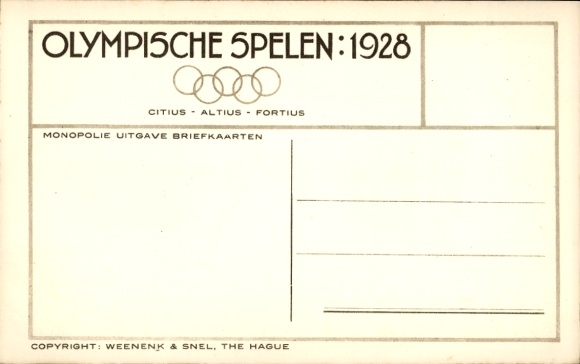 OLYMPISCHE SPELEN: 1928
CITIUS - ALTIUS - FORTIUS
MONOPOLIE UITGAVE BRIEFKAARTEN
COPYRIGHT: WEENENK & SNEL, THE HAGUE